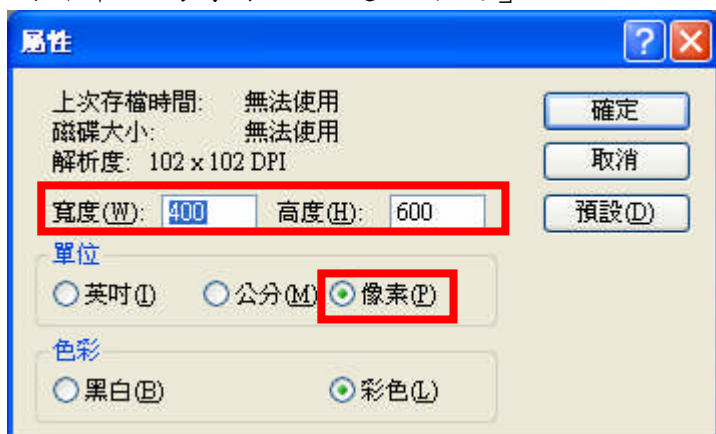 屬性
上次存檔時間: 無法使用
磁碟大小: 無法使用
解析度: 102 x 102 DPI
寬度(W): 400 高度(H): 600
單位
英吋(I) 公分(M) 像素(P)
色彩
黑白(B) 彩色(L)
確定
取消
預設(D)